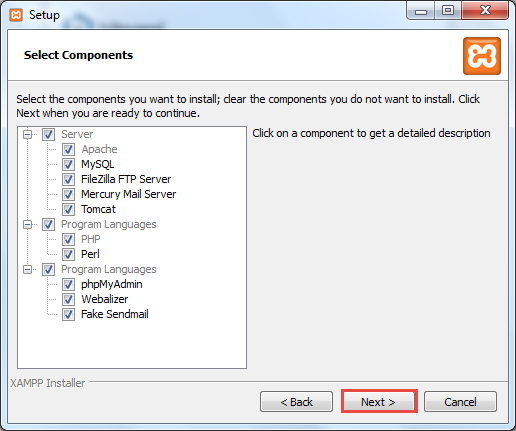 Setup
Select Components
Select the components you want to install; clear the components you do not want to install. Click
Next when you are ready to continue.
Server
Apache
MySQL
FileZilla FTP Server
Mercury Mail Server
Tomcat
Program Languages
PHP
Perl
Program Languages
phpMyAdmin
Webalizer
Fake Sendmail
Click on a component to get a detailed description
XAMPP Installer
< Back
Next >
Cancel